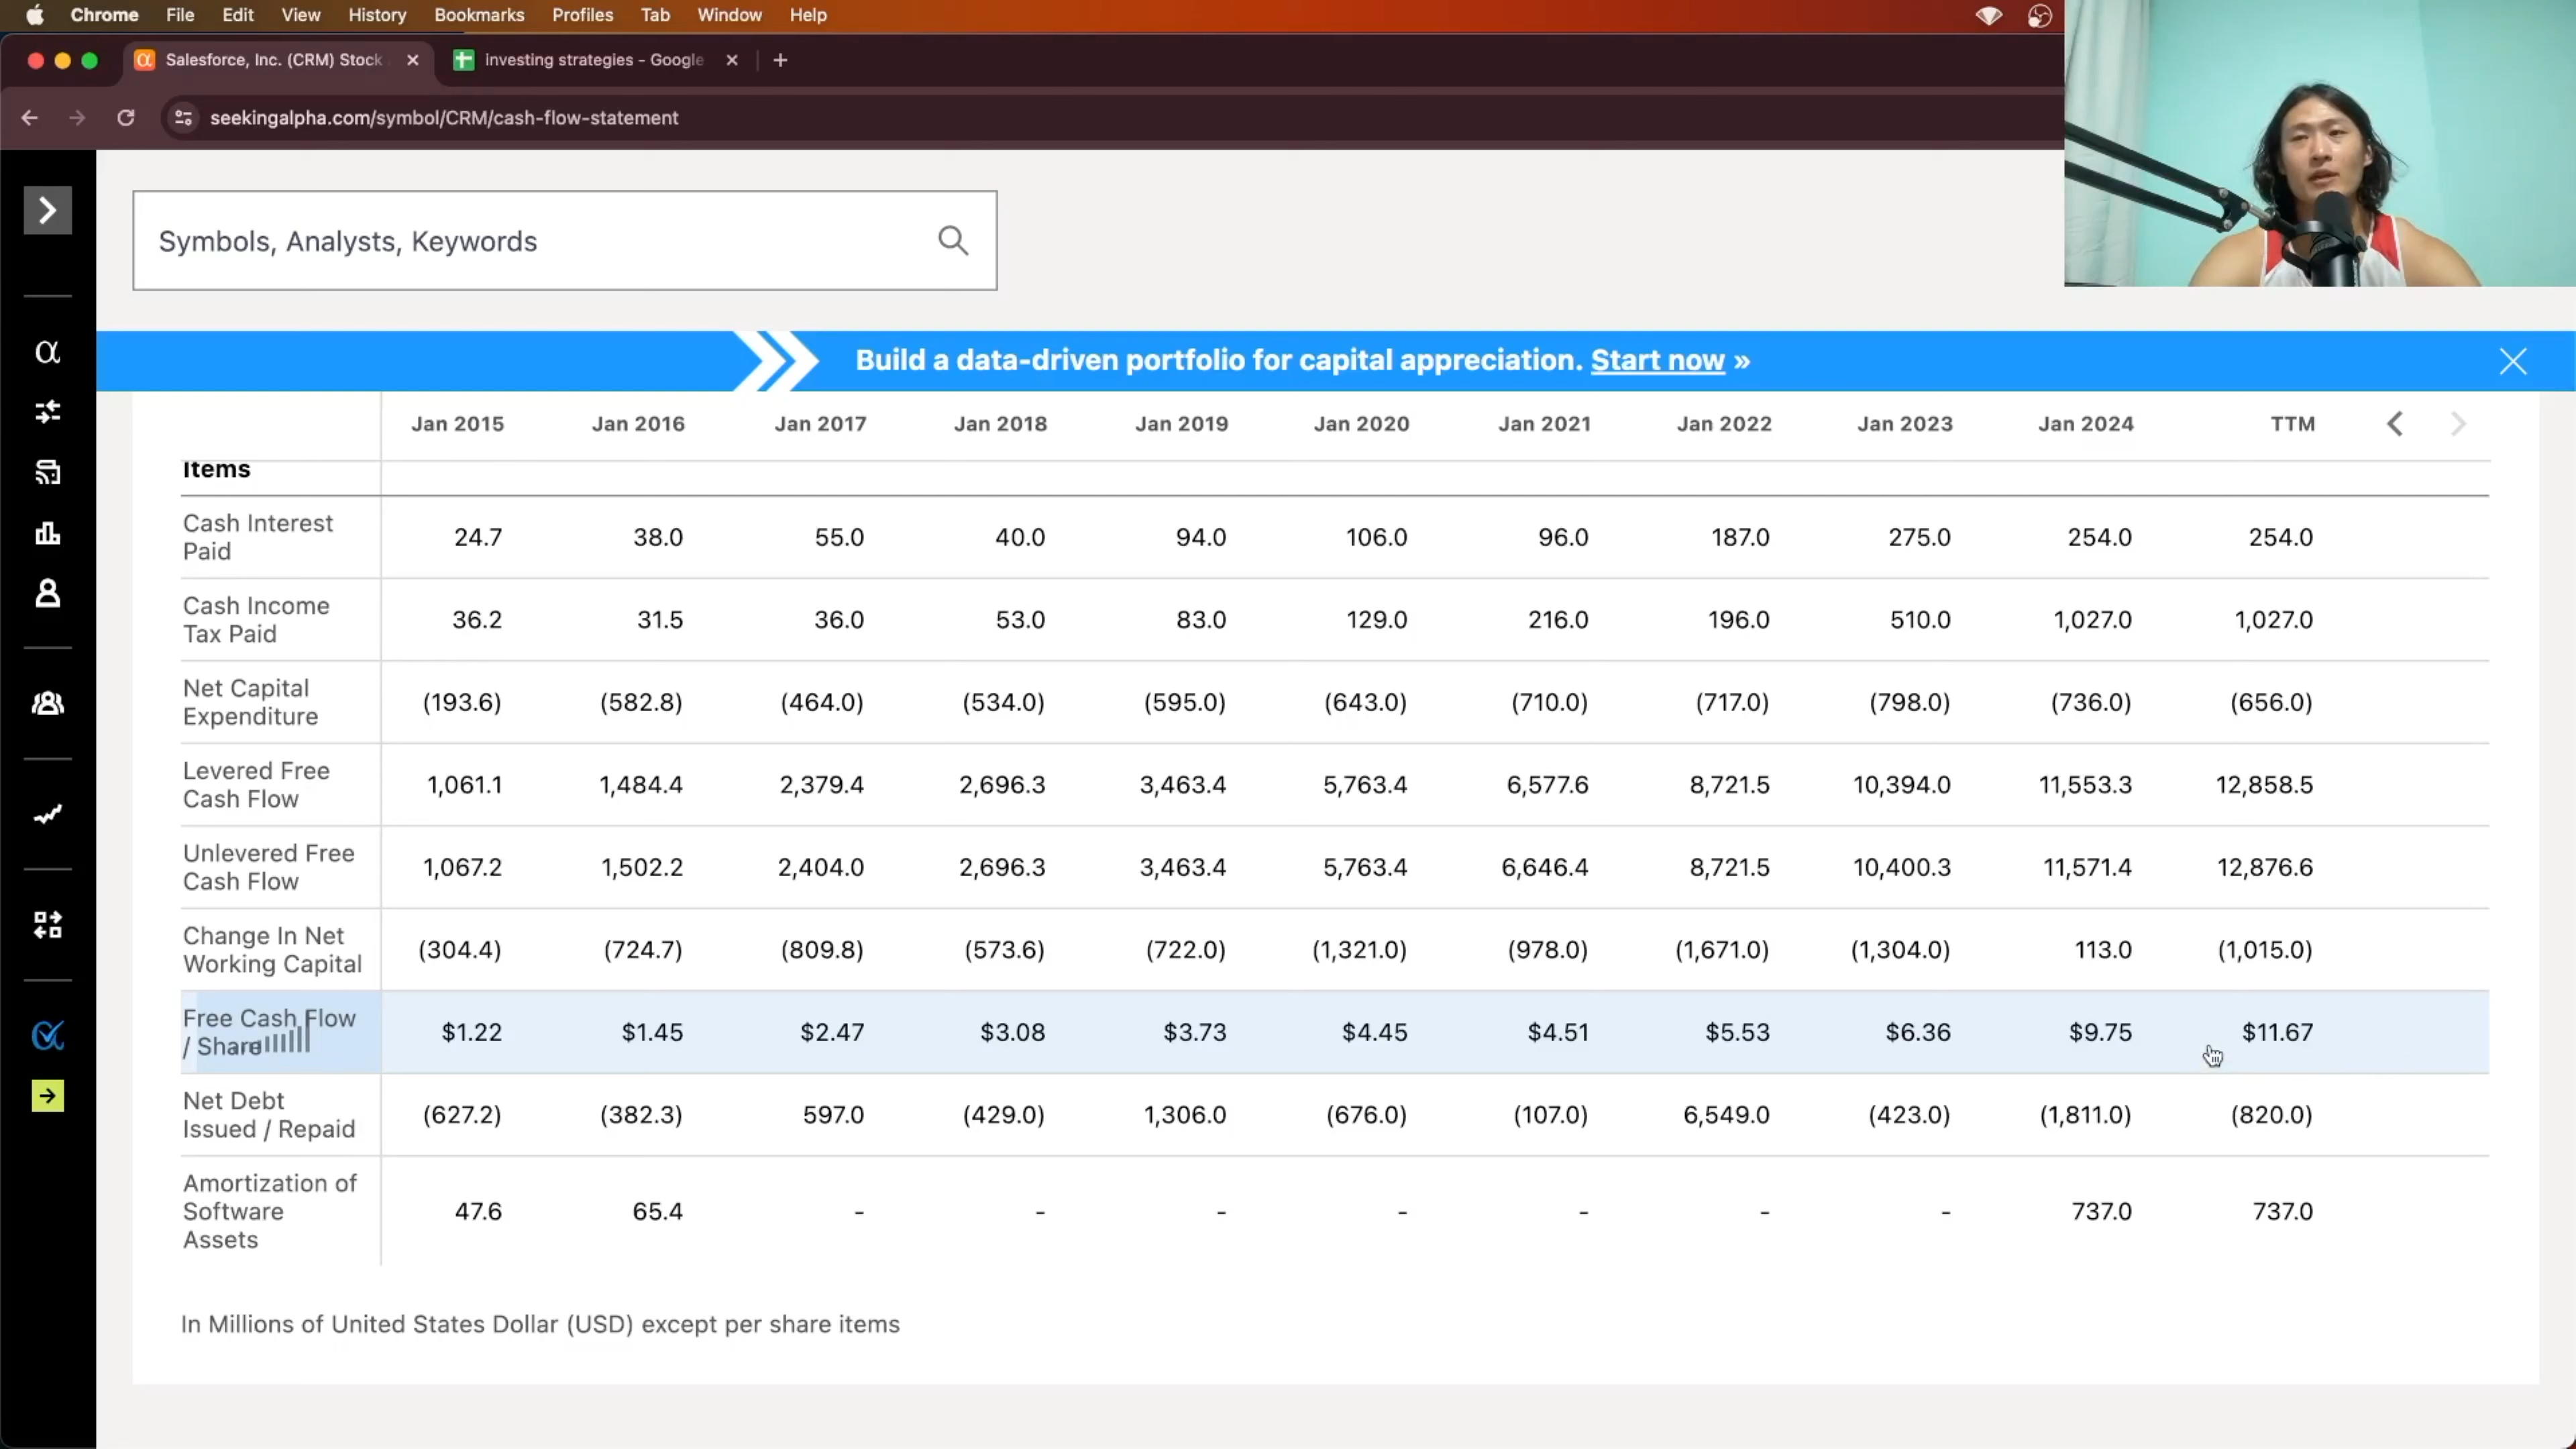 Chrome File Edit View History Bookmarks Profiles Tab Window Help
Salesforce, Inc. (CRM) Stock
investing strategies - Google
seekingalpha.com/symbol/CRM/cash-flow-statement
Symbols, Analysts, Keywords
Build a data-driven portfolio for capital appreciation. Start now »
Jan 2015 Jan 2016 Jan 2017 Jan 2018 Jan 2019 Jan 2020 Jan 2021 Jan 2022 Jan 2023 Jan 2024 TTM
Items
Cash Interest
Paid
24.7 38.0 55.0 40.0 94.0 106.0 96.0 187.0 275.0 254.0 254.0
Cash Income
Tax Paid
36.2 31.5 36.0 53.0 83.0 129.0 216.0 196.0 510.0 1,027.0 1,027.0
Net Capital
Expenditure
(193.6) (582.8) (464.0) (534.0) (595.0) (643.0) (710.0) (717.0) (798.0) (736.0) (656.0)
Levered Free
Cash Flow
1,061.1 1,484.4 2,379.4 2,696.3 3,463.4 5,763.4 6,577.6 8,721.5 10,394.0 11,553.3 12,858.5
Unlevered Free
Cash Flow
1,067.2 1,502.2 2,404.0 2,696.3 3,463.4 5,763.4 6,646.4 8,721.5 10,400.3 11,571.4 12,876.6
Change In Net
Working Capital
(304.4) (724.7) (809.8) (573.6) (722.0) (1,321.0) (978.0) (1,671.0) (1,304.0) 113.0 (1,015.0)
Free Cash Flow
/ Share
$1.22 $1.45 $2.47 $3.08 $3.73 $4.45 $4.51 $5.53 $6.36 $9.75 $11.67
Net Debt
Issued / Repaid
(627.2) (382.3) 597.0 (429.0) 1,306.0 (676.0) (107.0) 6,549.0 (423.0) (1,811.0) (820.0)
Amortization of
Software
Assets
47.6 65.4 - - - - - - - 737.0 737.0
In Millions of United States Dollar (USD) except per share items